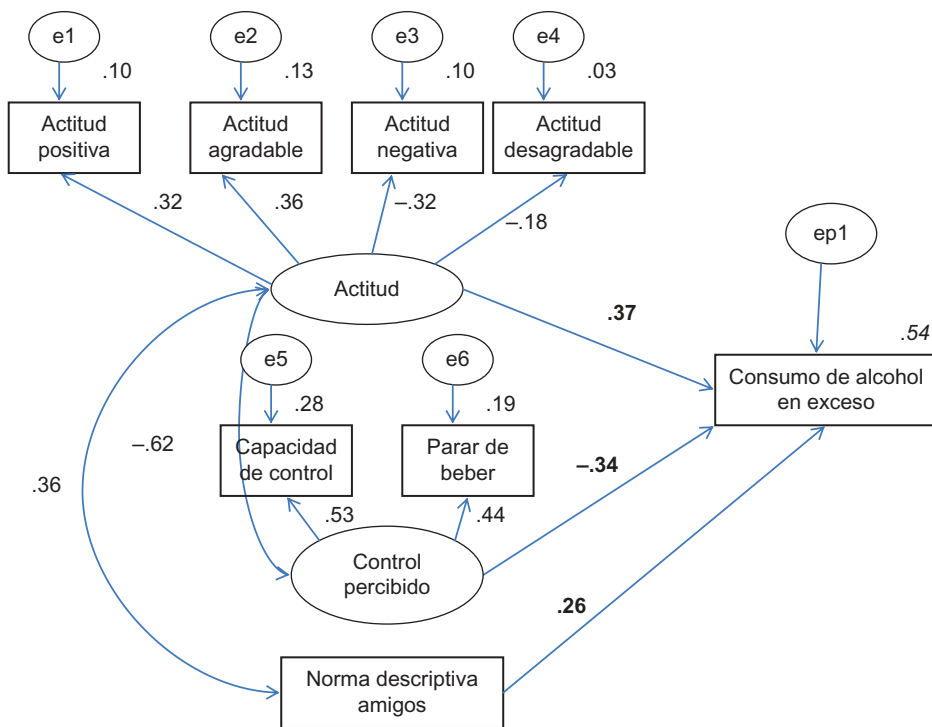 e1
e2
e3
e4
.10
.13
.10
.03
Actitud
positiva
Actitud
agradable
Actitud
negativa
Actitud
desagradable
.32
.36
–.32
–.18
ep1
Actitud
.37
.54
e5
e6
Consumo de alcohol
en exceso
.28
.19
Capacidad
de control
Parar de
beber
–.62
–.34
.36
.53
.44
Control
percibido
.26
Norma descriptiva
amigos